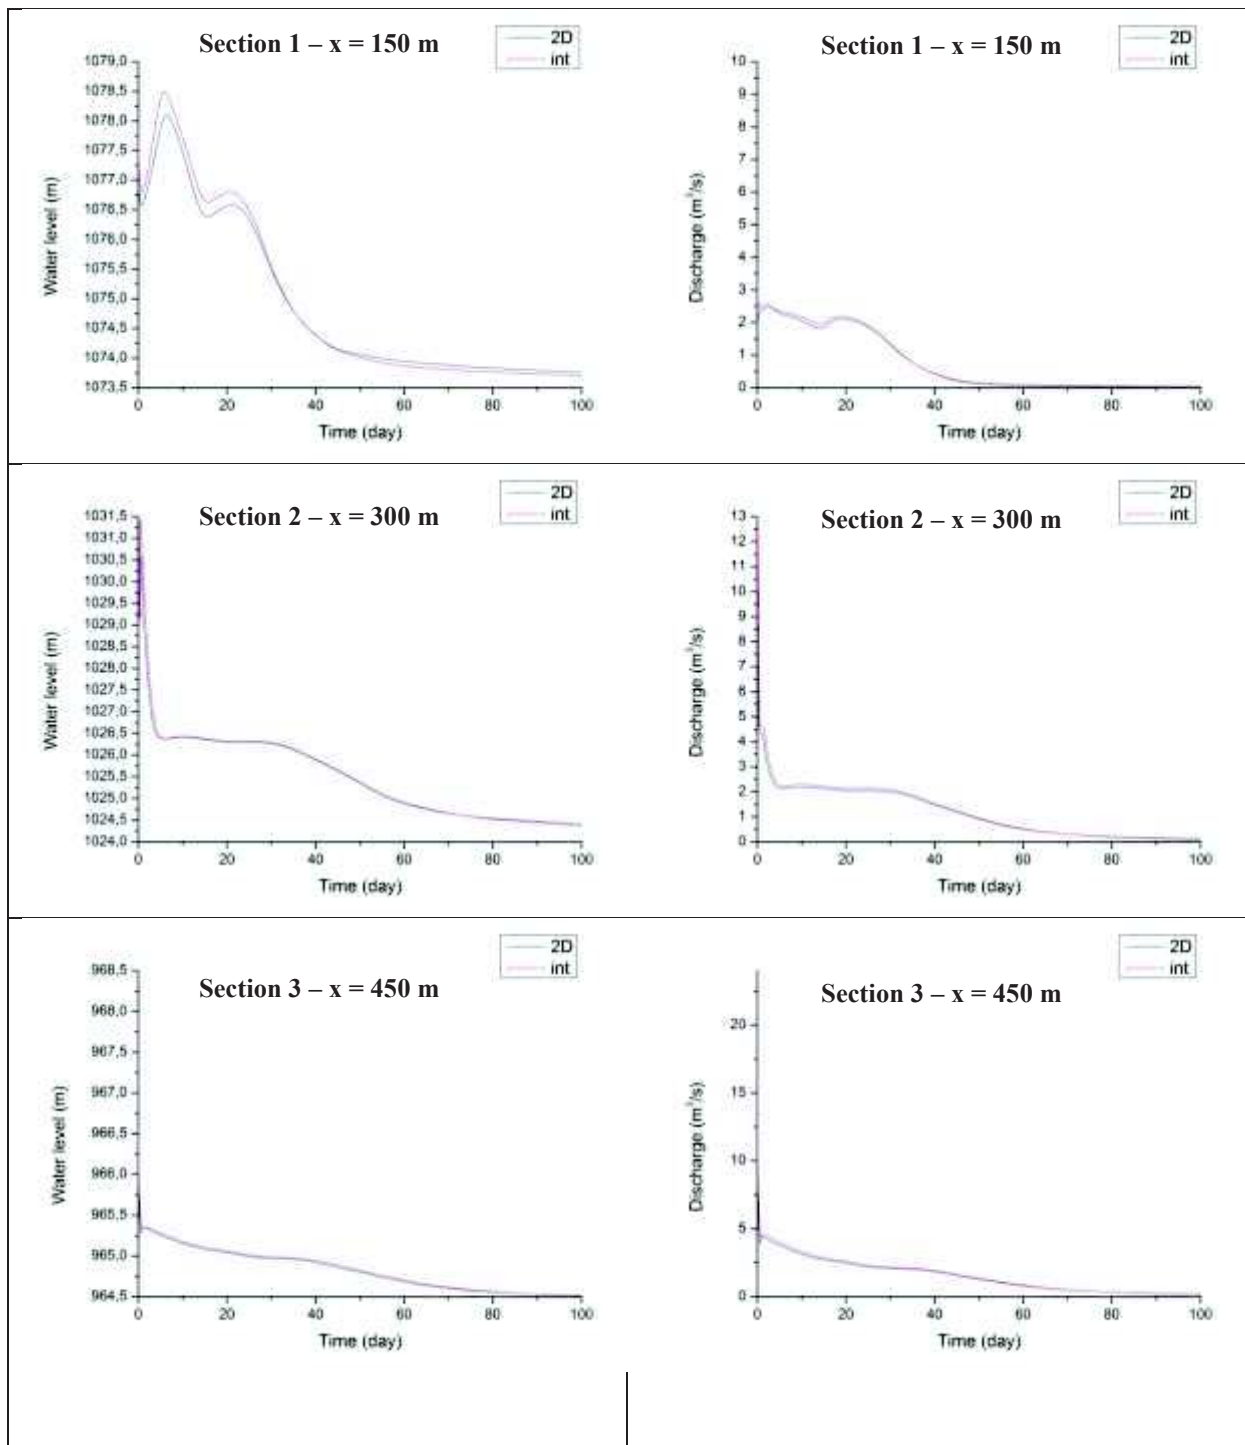 Section 1 – x = 150 m
2D
int
1079,0
1078,5
1078,0
1077,5
1077,0
1076,5
1076,0
1075,5
1075,0
1074,5
1074,0
1073,5
0 20 40 60 80 100
Water level (m)
Time (day)
Section 1 – x = 150 m
2D
int
10
9
8
7
6
5
4
3
2
1
0
0 20 40 60 80 100
Discharge (m³/s)
Time (day)
Section 2 – x = 300 m
2D
int
1031,5
1031,0
1030,5
1030,0
1029,5
1029,0
1028,5
1028,0
1027,5
1027,0
1026,5
1026,0
1025,5
1025,0
1024,5
1024,0
0 20 40 60 80 100
Water level (m)
Time (day)
Section 2 – x = 300 m
2D
int
13
12
11
10
9
8
7
6
5
4
3
2
1
0
0 20 40 60 80 100
Discharge (m³/s)
Time (day)
Section 3 – x = 450 m
2D
int
968,5
968,0
967,5
967,0
966,5
966,0
965,5
965,0
964,5
0 20 40 60 80 100
Water level (m)
Time (day)
Section 3 – x = 450 m
2D
int
20
15
10
5
0
0 20 40 60 80 100
Discharge (m³/s)
Time (day)